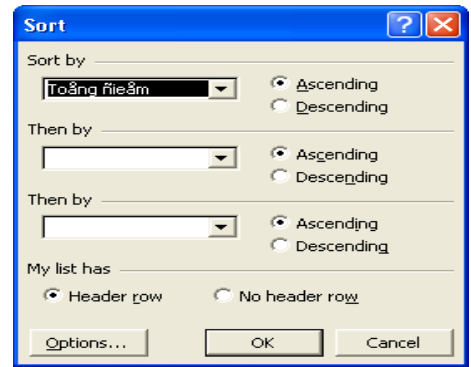 Sort
Sort by
Toång ñieåm
Ascending
Descending
Then by
Ascending
Descending
Then by
Ascending
Descending
My list has
Header row
No header row
Options...
OK
Cancel